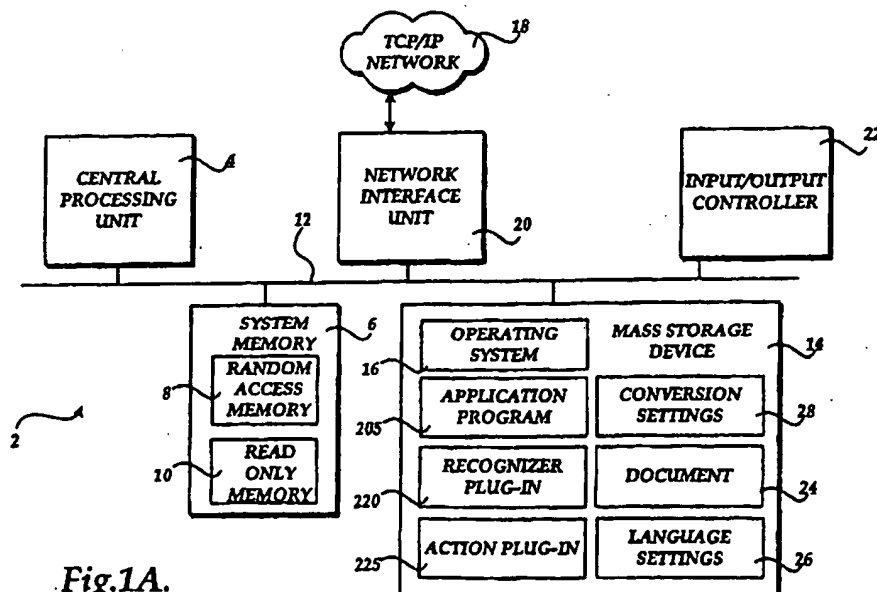 TCP/IP
NETWORK
18
CENTRAL
PROCESSING
UNIT
4
NETWORK
INTERFACE
UNIT
20
INPUT/OUTPUT
CONTROLLER
22
12
SYSTEM
MEMORY
6
RANDOM
ACCESS
MEMORY
8
READ
ONLY
MEMORY
10
2
OPERATING
SYSTEM
16
MASS STORAGE
DEVICE
14
APPLICATION
PROGRAM
205
CONVERSION
SETTINGS
28
RECOGNIZER
PLUG-IN
220
DOCUMENT
24
ACTION PLUG-IN
225
LANGUAGE
SETTINGS
26
Fig.1A.